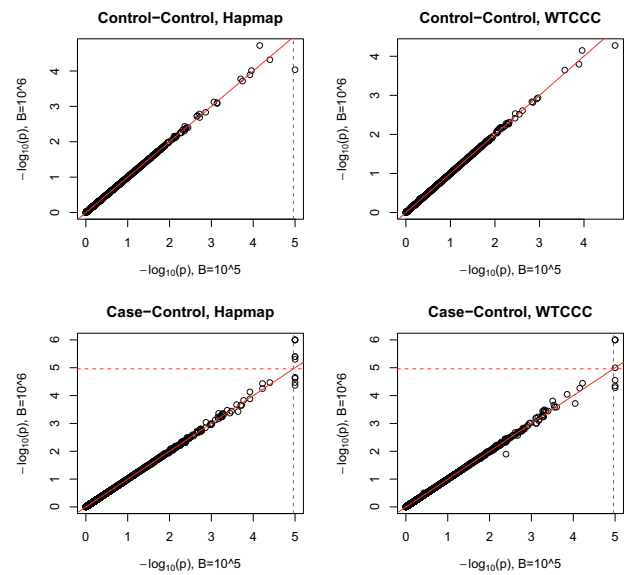 Control−Control, Hapmap
−log10(p), B=10^6
0 1 2 3 4
0 1 2 3 4 5
−log10(p), B=10^5
Control−Control, WTCCC
−log10(p), B=10^6
0 1 2 3 4
0 1 2 3 4
−log10(p), B=10^5
Case−Control, Hapmap
−log10(p), B=10^6
0 1 2 3 4 5 6
0 1 2 3 4 5
−log10(p), B=10^5
Case−Control, WTCCC
−log10(p), B=10^6
0 1 2 3 4 5 6
0 1 2 3 4 5
−log10(p), B=10^5